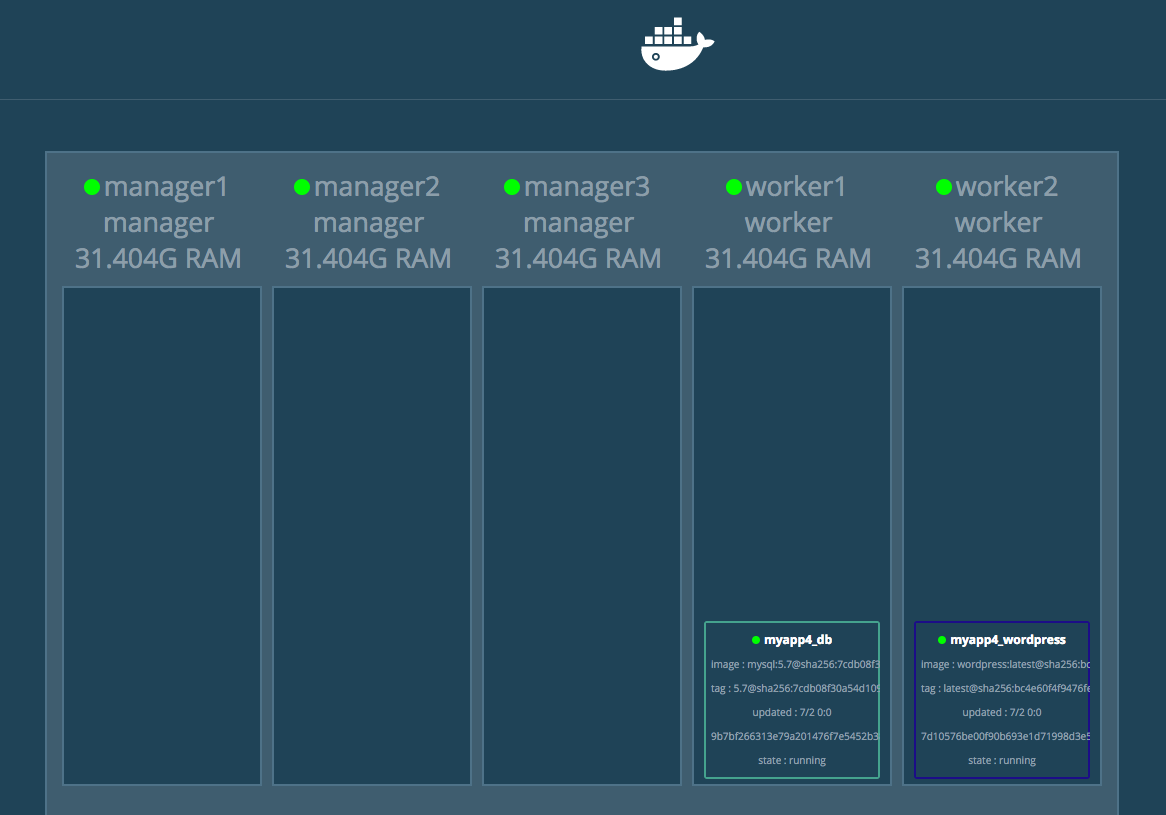 manager1
manager
31.404G RAM
manager2
manager
31.404G RAM
manager3
manager
31.404G RAM
worker1
worker
31.404G RAM
worker2
worker
31.404G RAM
myapp4_db
image : mysql:5.7@sha256:7cdb08f3
tag : 5.7@sha256:7cdb08f30a54d109
updated : 7/2 0:0
9b7bf266313e79a201476f7e5452b3
state : running
myapp4_wordpress
image : wordpress:latest@sha256:bc
tag : latest@sha256:bc4e60f4f9476fe
updated : 7/2 0:0
7d10576be00f90b693e1d71998d3e5
state : running